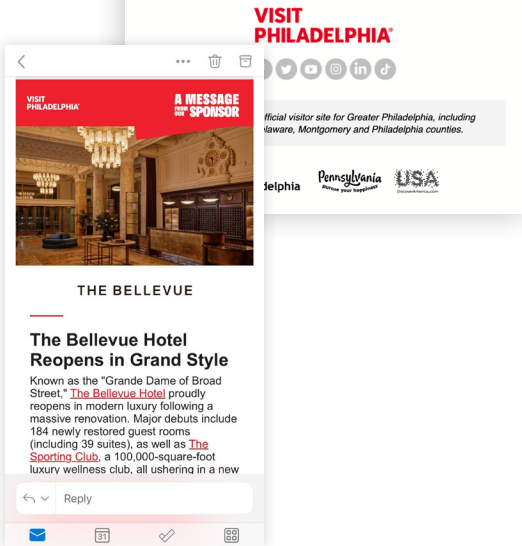 VISIT
PHILADELPHIA
fficial visitor site for Greater Philadelphia, including
laware, Montgomery and Philadelphia counties.
delphia
Pennsylvania
pursue your happiness
USA
DiscoverAmerica.com
VISIT
PHILADELPHIA
A MESSAGE
FROM OUR SPONSOR
THE BELLEVUE
The Bellevue Hotel
Reopens in Grand Style
Known as the "Grande Dame of Broad
Street," The Bellevue Hotel proudly
reopens in modern luxury following a
massive renovation. Major debuts include
184 newly restored guest rooms
(including 39 suites), as well as The
Sporting Club, a 100,000-square-foot
luxury wellness club, all ushering in a new
Reply
31